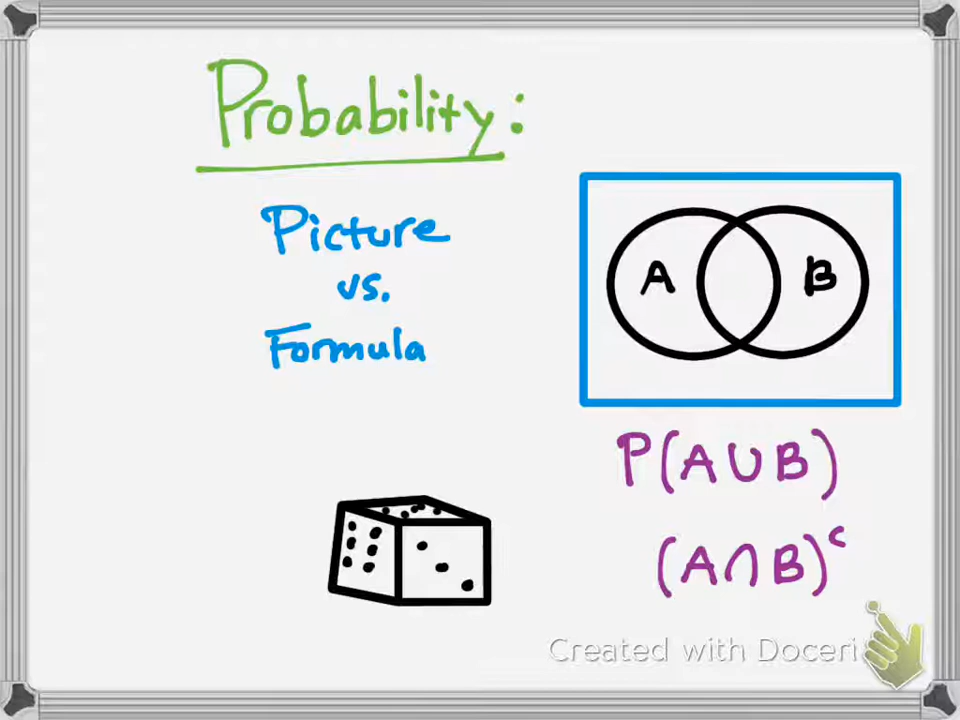 Probability:
Picture
vs.
Formula
A B
P(A∪B)
(A∩B)ᶜ
Created with Doceri